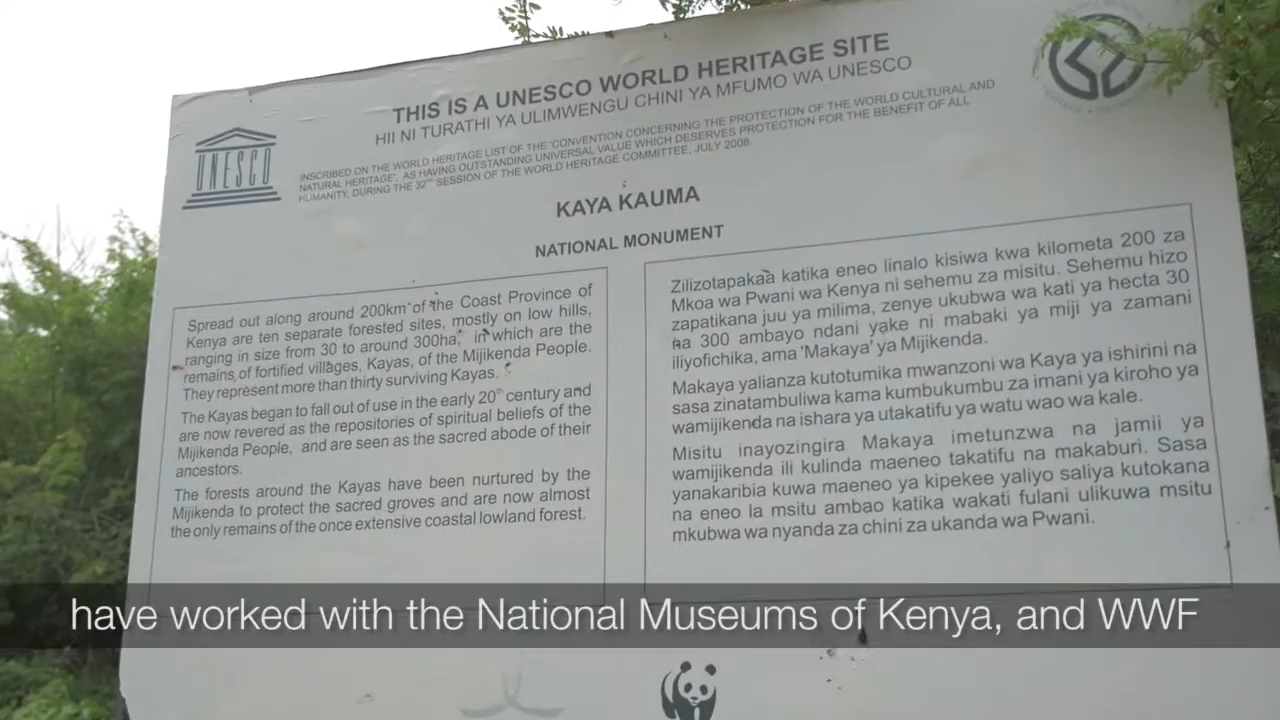 THIS IS A UNESCO WORLD HERITAGE SITE
HII NI TURATHI YA ULIMWENGU CHINI YA MFUMO WA UNESCO
UNESCO
INSCRIBED ON THE WORLD HERITAGE LIST OF THE 'CONVENTION CONCERNING THE PROTECTION OF THE WORLD CULTURAL AND
NATURAL HERITAGE', AS HAVING OUTSTANDING UNIVERSAL VALUE WHICH DESERVES PROTECTION FOR THE BENEFIT OF ALL
HUMANITY, DURING THE 32ND SESSION OF THE WORLD HERITAGE COMMITTEE, JULY 2008
KAYA KAUMA
NATIONAL MONUMENT
Spread out along around 200km of the Coast Province of
Kenya are ten separate forested sites, mostly on low hills,
ranging in size from 30 to around 300ha, in which are the
remains of fortified villages, Kayas, of the Mijikenda People.
They represent more than thirty surviving Kayas.
The Kayas began to fall out of use in the early 20th century and
are now revered as the repositories of spiritual beliefs of the
Mijikenda People, and are seen as the sacred abode of their
ancestors.
The forests around the Kayas have been nurtured by the
Mijikenda to protect the sacred groves and are now almost
the only remains of the once extensive coastal lowland forest.
Zilizotapakaa katika eneo linalo kisiwa kwa kilometa 200 za
Mkoa wa Pwani wa Kenya ni sehemu za misitu. Sehemu hizo
zapatikana juu ya milima, zenye ukubwa wa kati ya hecta 30
na 300 ambayo ndani yake ni mabaki ya miji ya zamani
iliyofichika, ama 'Makaya' ya Mijikenda.
Makaya yalianza kutotumika mwanzoni wa Kaya ya ishirini na
sasa zinatambuliwa kama kumbukumbu za imani ya kiroho ya
wamijikenda na ishara ya utakatifu ya watu wao wa kale.
Misitu inayozingira Makaya imetunzwa na jamii ya
wamijikenda ili kulinda maeneo takatifu na makaburi. Sasa
yanakaribia kuwa maeneo ya kipekee yaliyo saliya kutokana
na eneo la msitu ambao katika wakati fulani ulikuwa msitu
mkubwa wa nyanda za chini za ukanda wa Pwani.
have worked with the National Museums of Kenya, and WWF